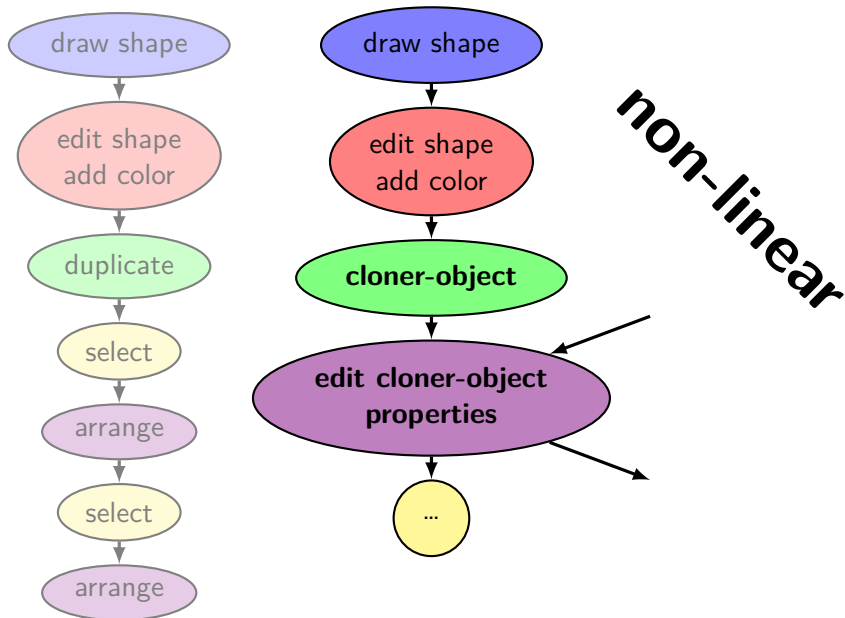 draw shape
edit shape
add color
duplicate
select
arrange
select
arrange
draw shape
edit shape
add color
cloner-object
edit cloner-object
properties
...
non-linear